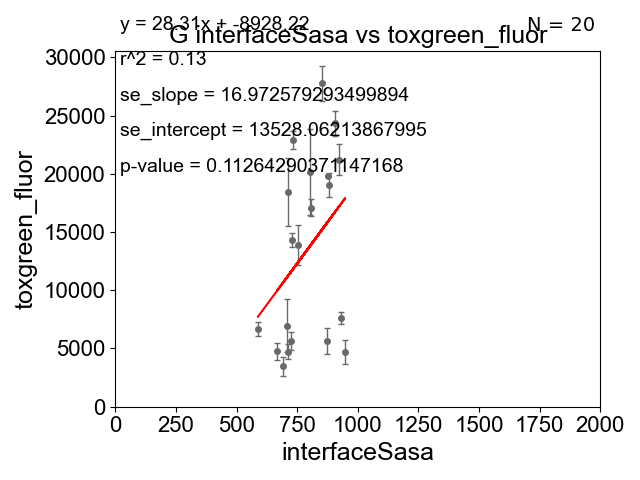 y = 28.31x + -8928.22
N = 20
G interfaceSasa vs toxgreen_fluor
r^2 = 0.13
se_slope = 16.972579293499894
se_intercept = 13528.06213867995
p-value = 0.11264290371147168
30000
25000
20000
15000
10000
5000
0
toxgreen_fluor
0 250 500 750 1000 1250 1500 1750 2000
interfaceSasa